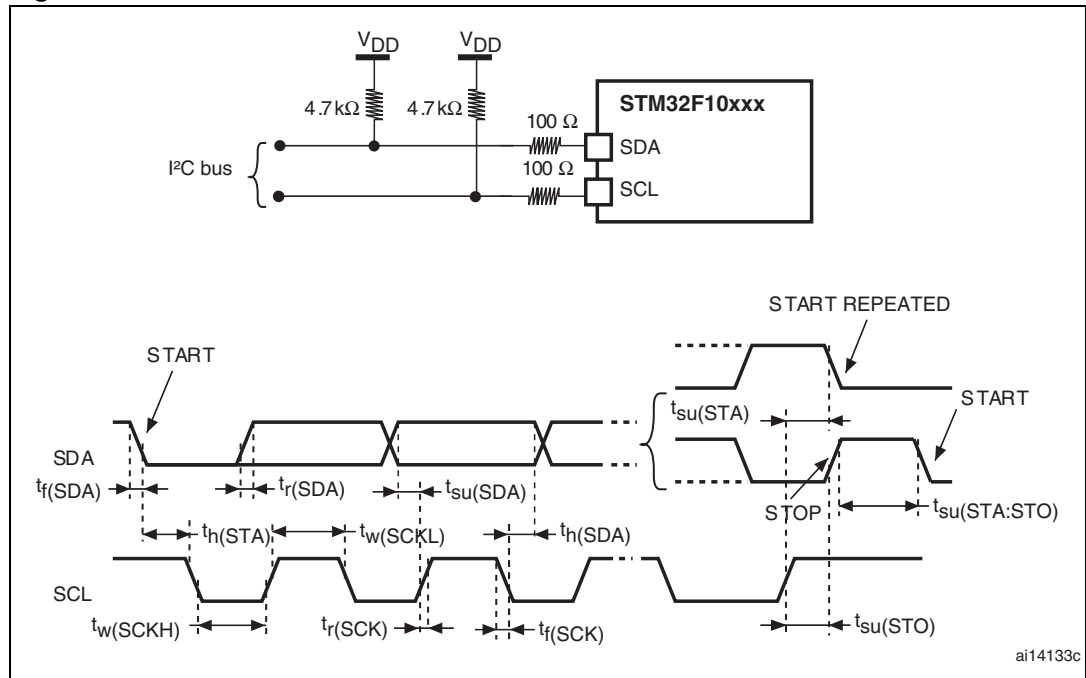 VDD VDD
4.7kΩ 4.7kΩ
STM32F10xxx
100 Ω
SDA
I²C bus
100 Ω
SCL
START REPEATED
START
START
tsu(STA)
SDA
tf(SDA) tr(SDA) tsu(SDA)
STOP tsu(STA:STO)
th(STA) tw(SCKL) th(SDA)
SCL
tw(SCKH) tr(SCK) tf(SCK) tsu(STO)
ai14133c